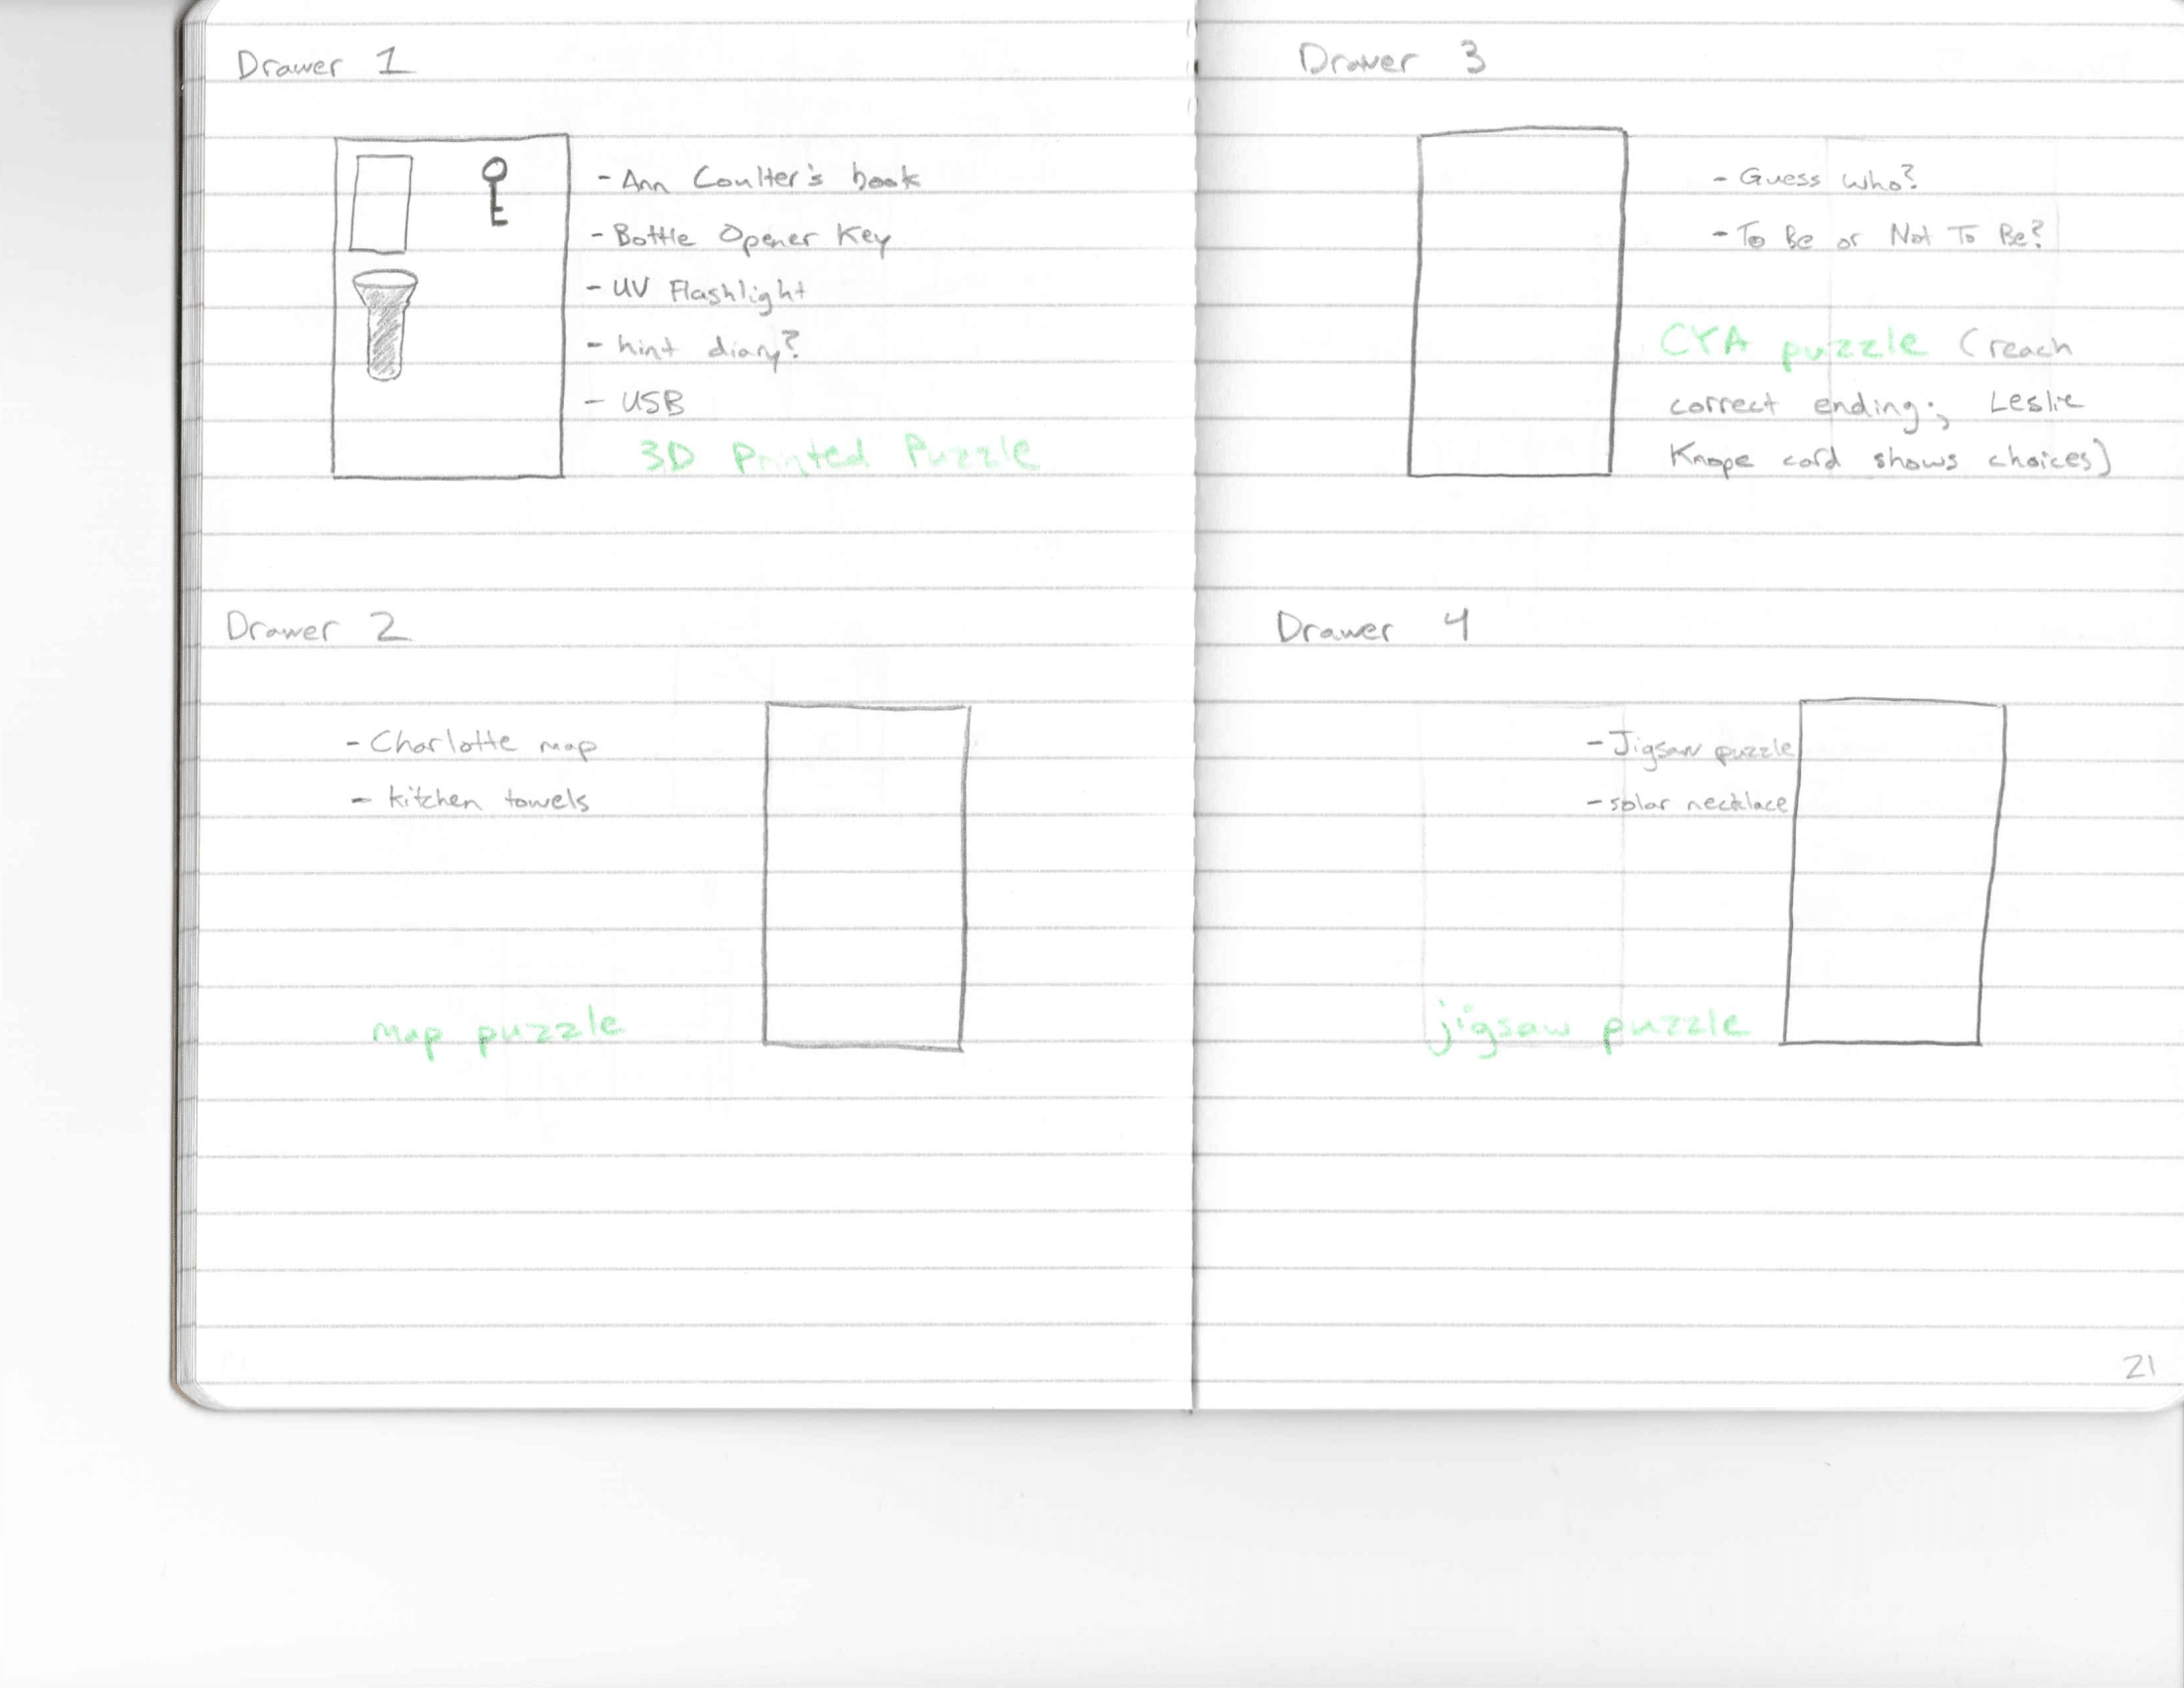 Drawer 1
- Ann Coulter's book
- Bottle Opener Key
- UV Flashlight
- hint diary?
- USB
3D Printed Puzzle
Drawer 2
- Charlotte map
- kitchen towels
map puzzle
Drawer 3
- Guess Who?
- To Be or Not To Be?
CYA puzzle (reach
correct ending; Leslie
Knope card shows choices)
Drawer 4
- Jigsaw puzzle
- solar necklace
jigsaw puzzle
21